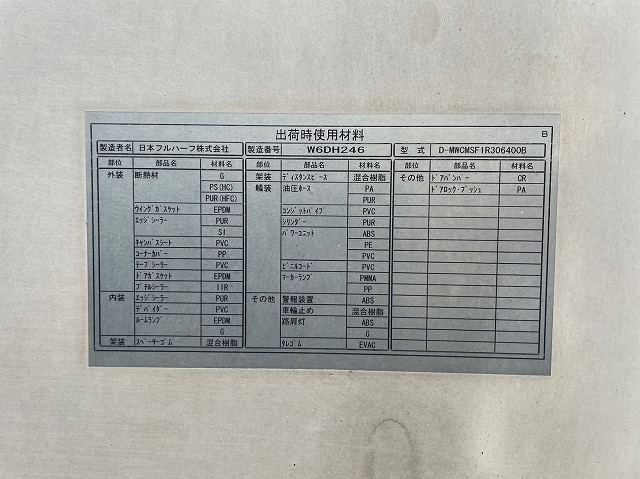 出荷時使用材料
B
製造者名 日本フルハーフ株式会社 製造番号 W6DH246 型 式 D-MWCMSF1R306400B
部位 部品名 材料名
外装 断熱材 G
PS(HC)
PUR(HFC)
ウイングガスケット EPDM
エッジシーラー PUR
SI
キャンバスシート PVC
コーナーカバー PP
テープシーラー PVC
ドアガスケット EPDM
ブチルシーラー IIR
内装 エッジシーラー PUR
デバイダー PVC
ルームランプ EPDM
G
架装 スペーサーゴム 混合樹脂
部位 部品名 材料名
架装 ディスタンスピース 混合樹脂
艤装 油圧ホース PA
PUR
コンジットパイプ PVC
シリンダー PUR
パワーユニット ABS
PE
PVC
ビニルコード PVC
マーカーランプ PMMA
PP
その他 警報装置 ABS
車輪止め 混合樹脂
路肩灯 ABS
G
タレゴム EVAC
部位 部品名 材料名
その他 ドアバンパー CR
ドアロック・ブッシュ PA